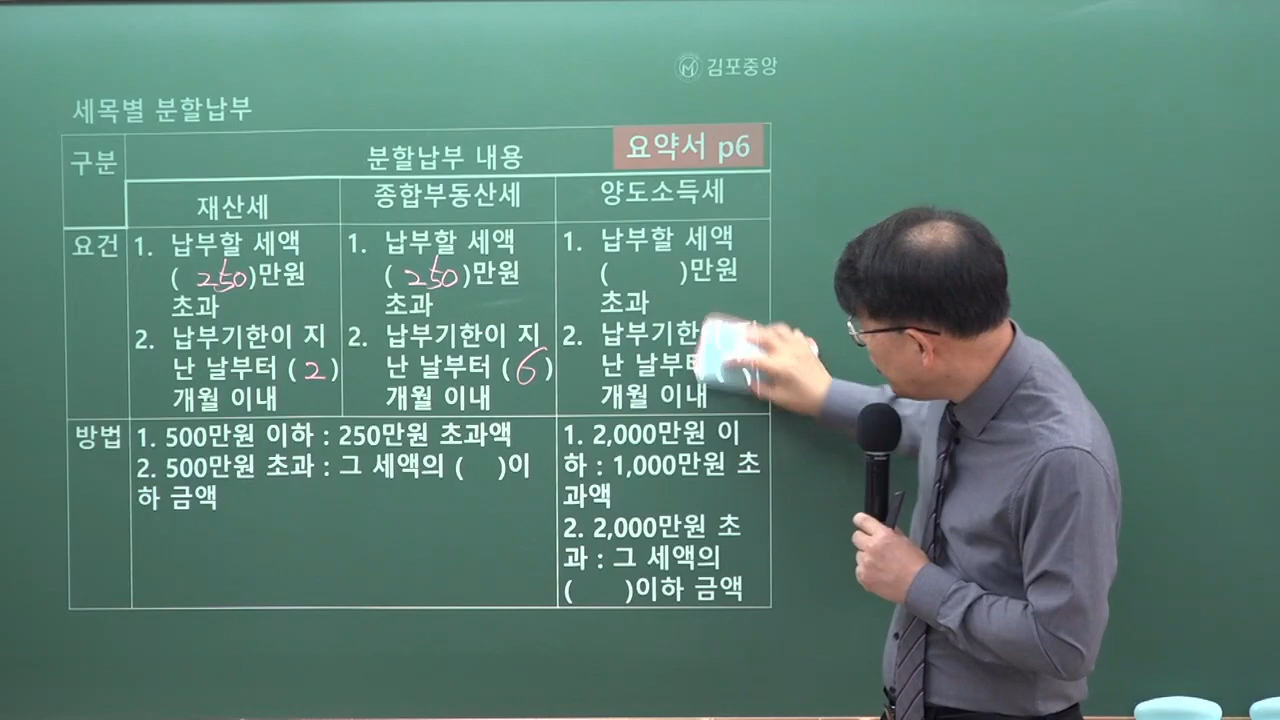 김포중앙
세목별 분할납부
구분
분할납부 내용
요약서 p6
재산세
종합부동산세
양도소득세
요건
1. 납부할 세액
( 250)만원
초과
2. 납부기한이 지
난 날부터 ( 2 )
개월 이내
1. 납부할 세액
( 250)만원
초과
2. 납부기한이 지
난 날부터 ( 6 )
개월 이내
1. 납부할 세액
( )만원
초과
2. 납부기한
난 날부터 ( )
개월 이내
방법
1. 500만원 이하 : 250만원 초과액
2. 500만원 초과 : 그 세액의 ( )이
하 금액
1. 2,000만원 이
하 : 1,000만원 초
과액
2. 2,000만원 초
과 : 그 세액의
( )이하 금액